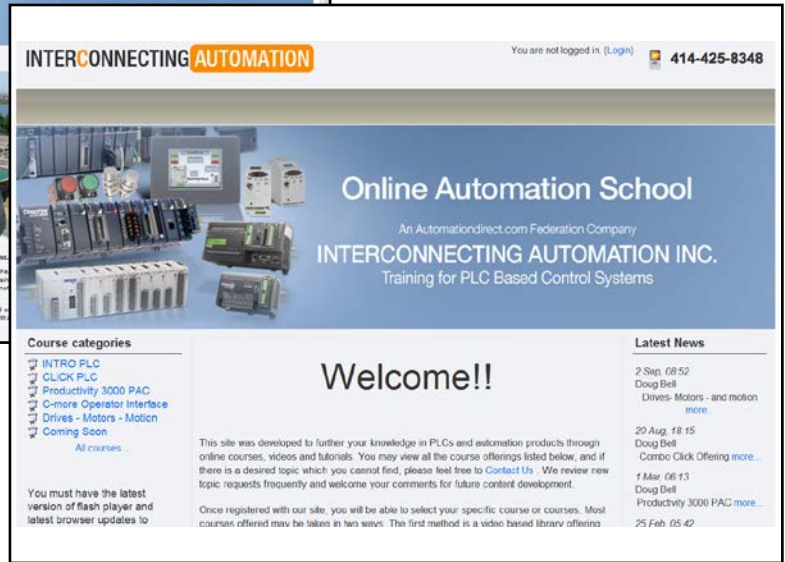 INTERCONNECTING AUTOMATION
You are not logged in. (Login)
414-425-8348
Online Automation School
An Automationdirect.com Federation Company
INTERCONNECTING AUTOMATION INC.
Training for PLC Based Control Systems
Course categories
INTRO PLC
CLICK PLC
Productivity 3000 PAC
C-more Operator Interface
Drives - Motors - Motion
Coming Soon
All courses ...
You must have the latest
version of flash player and
latest browser updates to
Welcome!!
This site was developed to further your knowledge in PLCs and automation products through
online courses, videos and tutorials. You may view all the course offerings listed below, and if
there is a desired topic which you cannot find, please feel free to Contact Us . We review new
topic requests frequently and welcome your comments for future content development.
Once registered with our site, you will be able to select your specific course or courses. Most
courses offered may be taken in two ways. The first method is a video based library offering
Latest News
2 Sep, 08:52
Doug Bell
Drives- Motors - and motion
more...
20 Aug, 18:15
Doug Bell
Combo Click Offering more...
1 Mar, 06:13
Doug Bell
Productivity 3000 PAC more...
25 Feb, 05:42